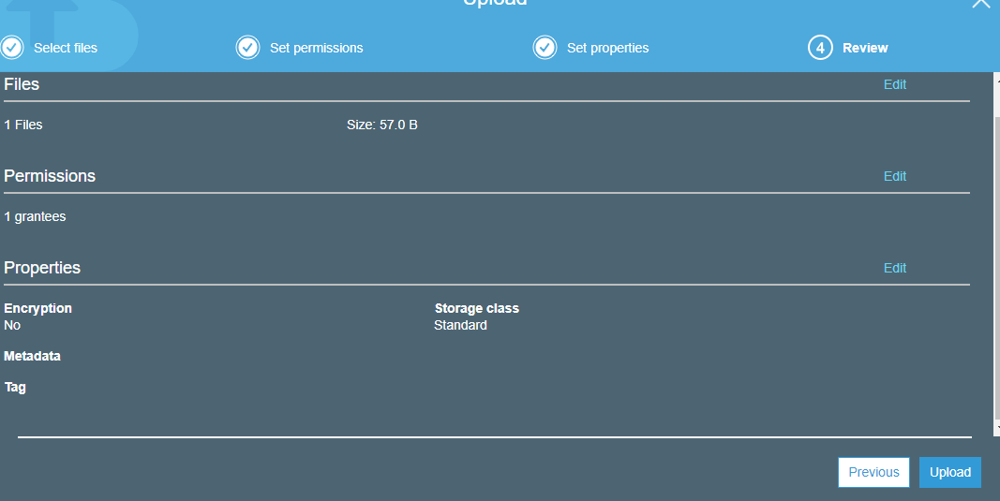 Upload
Select files
Set permissions
Set properties
4 Review
Files Edit
1 Files Size: 57.0 B
Permissions Edit
1 grantees
Properties Edit
Encryption Storage class
No Standard
Metadata
Tag
Previous Upload